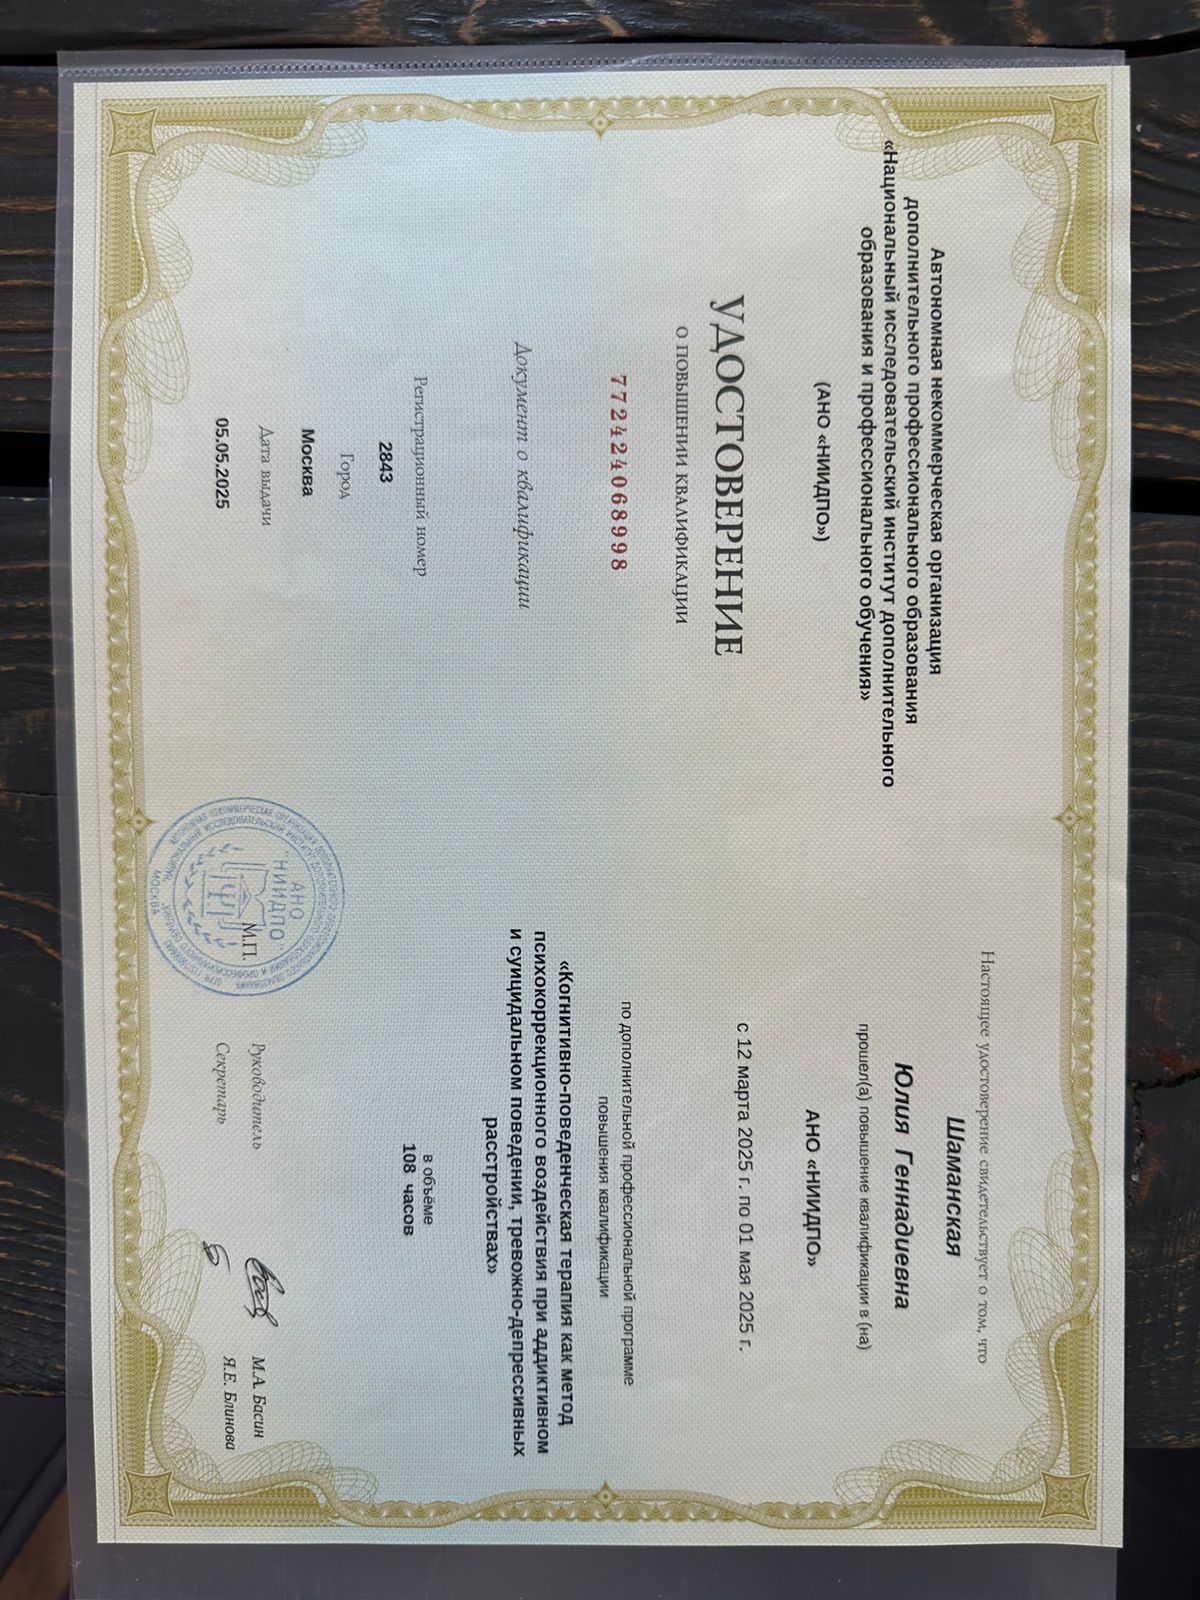 Автономная некоммерческая организация
дополнительного профессионального образования
«Национальный исследовательский институт дополнительного
образования и профессионального обучения»
(АНО «НИИДПО»)
УДОСТОВЕРЕНИЕ
О ПОВЫШЕНИИ КВАЛИФИКАЦИИ
772424068998
Документ о квалификации
Регистрационный номер
2843
Город
Москва
Дата выдачи
05.05.2025
Настоящее удостоверение свидетельствует о том, что
Шаманская
Юлия Геннадиевна
прошел(а) повышение квалификации в (на)
АНО «НИИДПО»
с 12 марта 2025 г. по 01 мая 2025 г.
по дополнительной профессиональной программе
повышения квалификации
«Когнитивно-поведенческая терапия как метод
психокоррекционного воздействия при аддиктивном
и суицидальном поведении, тревожно-депрессивных
расстройствах»
в объёме
108 часов
АНО
"НИИДПО"
М.П.
МОСКВА
Руководитель
М.А. Басин
Секретарь
Я.Е. Блинова